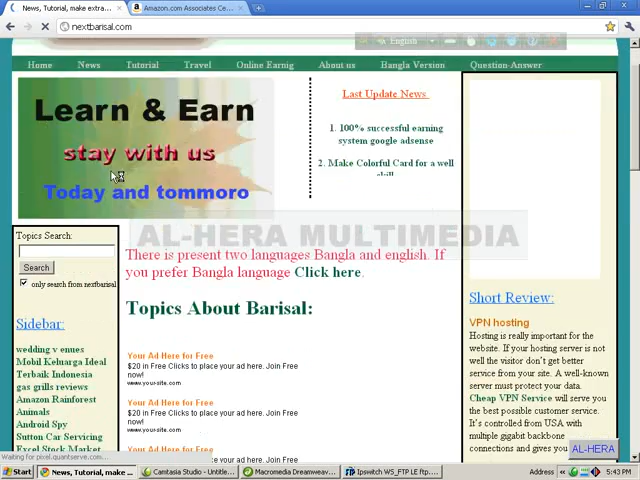 News, Tutorial, make extra...
Amazon.com Associates Ce...
nextbarisal.com
English
Home News Tutorial Travel Online Earnig About us Bangla Version Question-Answer
Learn & Earn
stay with us
Today and tommoro
Last Update News
1. 100% successful earning
system google adsense
2. Make Colorful Card for a well
skill
AL-HERA MULTIMEDIA
Topics Search:
Search
only search from nextbarisal
Sidebar:
wedding v enues
Mobil Keluarga Ideal
Terbaik Indonesia
gas grills reviews
Amazon Rainforest
Animals
Android Spy
Sutton Car Servicing
Excel Stock Market
There is present two languages Bangla and english. If
you prefer Bangla language Click here.
Topics About Barisal:
Your Ad Here for Free
$20 in Free Clicks to place your ad here. Join Free
now!
www.your-site.com
Your Ad Here for Free
$20 in Free Clicks to place your ad here. Join Free
now!
www.your-site.com
Your Ad Here for Free
Short Review:
VPN hosting
Hosting is really important for the
website. If your hosting server is not
well the visitor don't get better
service from your site. A well-known
server must protect your data.
Cheap VPN Service will serve you
the best possible customer service.
It's controlled from USA with
multiple gigabit backbone
connections and gives you
AL-HERA
Waiting for pixel.quantserve.com...
Start
News, Tutorial, make ...
Camtasia Studio - Untitle...
Macromedia Dreamweav...
Ipswitch WS_FTP LE ftp....
Address
5:43 PM